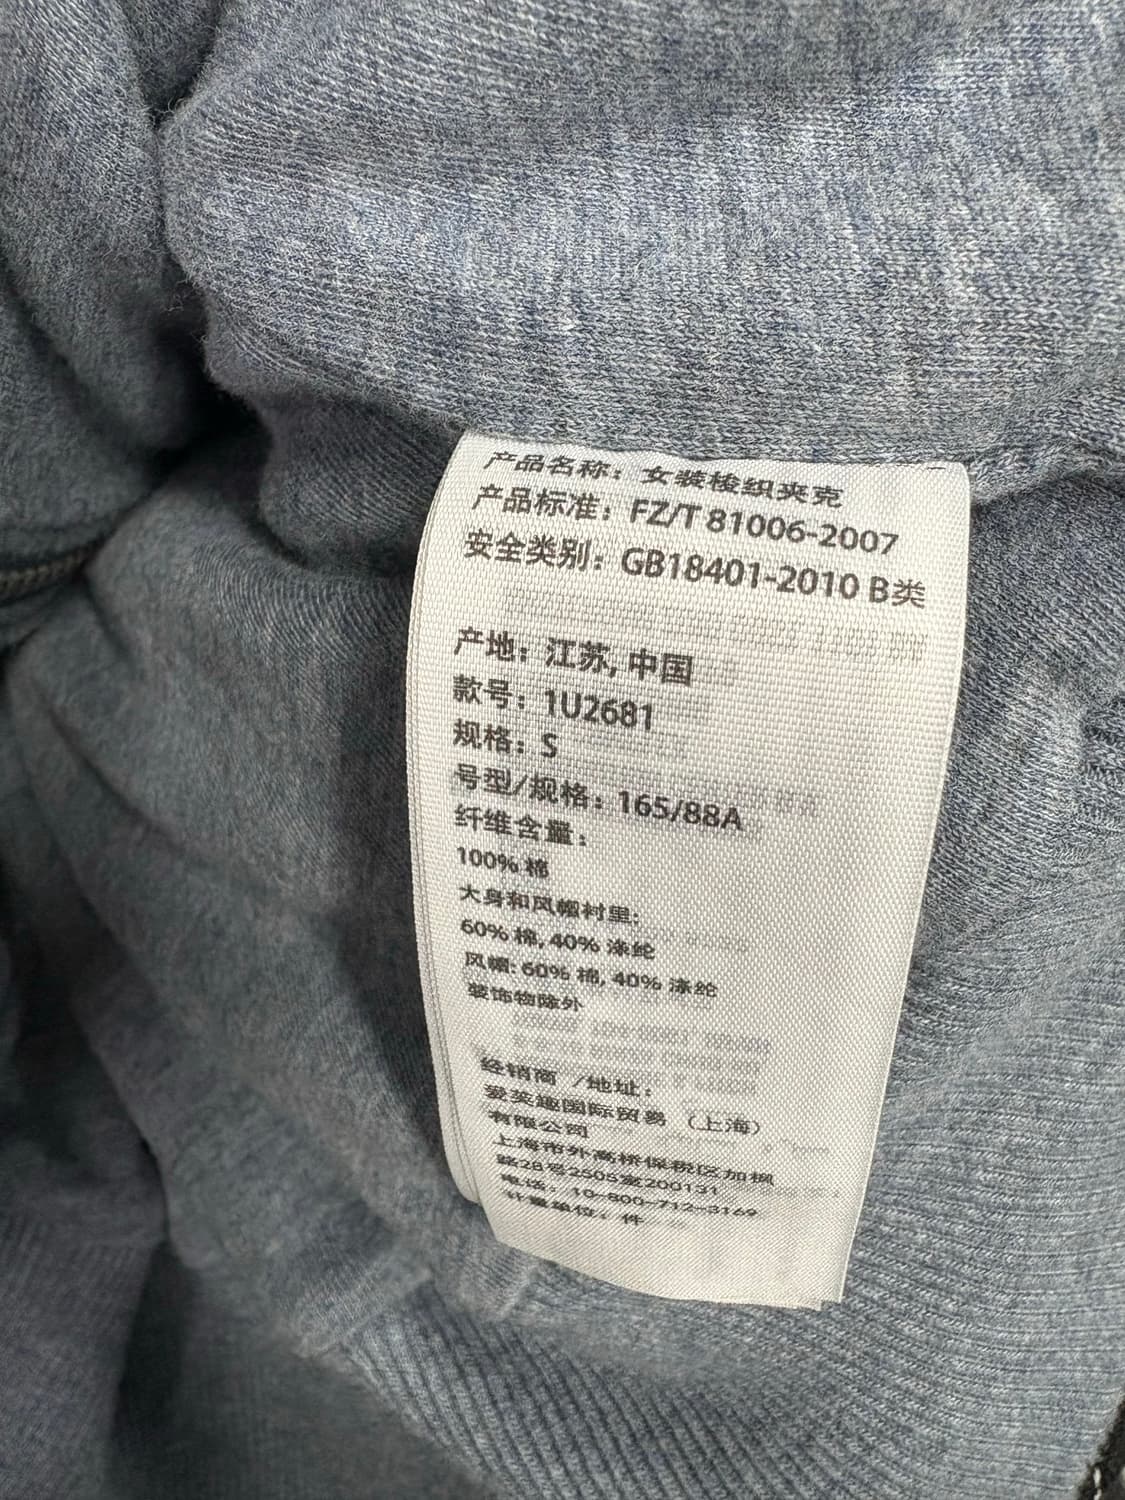 产品名称：女装梭织夹克
产品标准：FZ/T 81006-2007
安全类别：GB18401-2010 B类
产地：江苏, 中国
款号：1U2681
规格：S
号型/规格：165/88A
纤维含量：
100% 棉
大身和风帽衬里:
60% 棉, 40% 涤纶
风帽: 60% 棉, 40% 涤纶
装饰物除外
经销商 /地址：
爱芙趣国际贸易 （上海）
有限公司
上海市外高桥保税区加枫
路28号2505室200131
电话：10-800-712-3169
计量单位：件